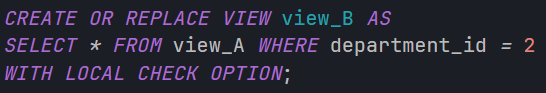 CREATE OR REPLACE VIEW view_B AS
SELECT * FROM view_A WHERE department_id = 2
WITH LOCAL CHECK OPTION;